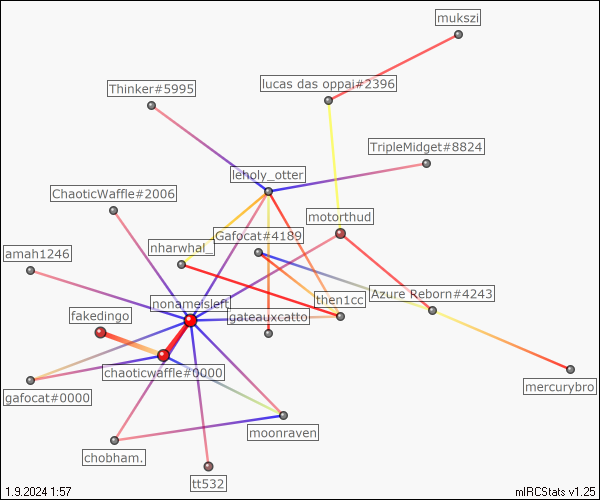 mukszi
Thinker#5995
lucas das oppai#2396
TripleMidget#8824
leholy_otter
ChaoticWaffle#2006
motorthud
Gafocat#4189
nharwhal_
amah1246
Azure Reborn#4243
nonameisleft
then1cc
fakedingo
gateauxcatto
chaoticwaffle#0000
mercurybro
gafocat#0000
moonraven
chobham.
tt532
1.9.2024 1:57
mIRCStats v1.25